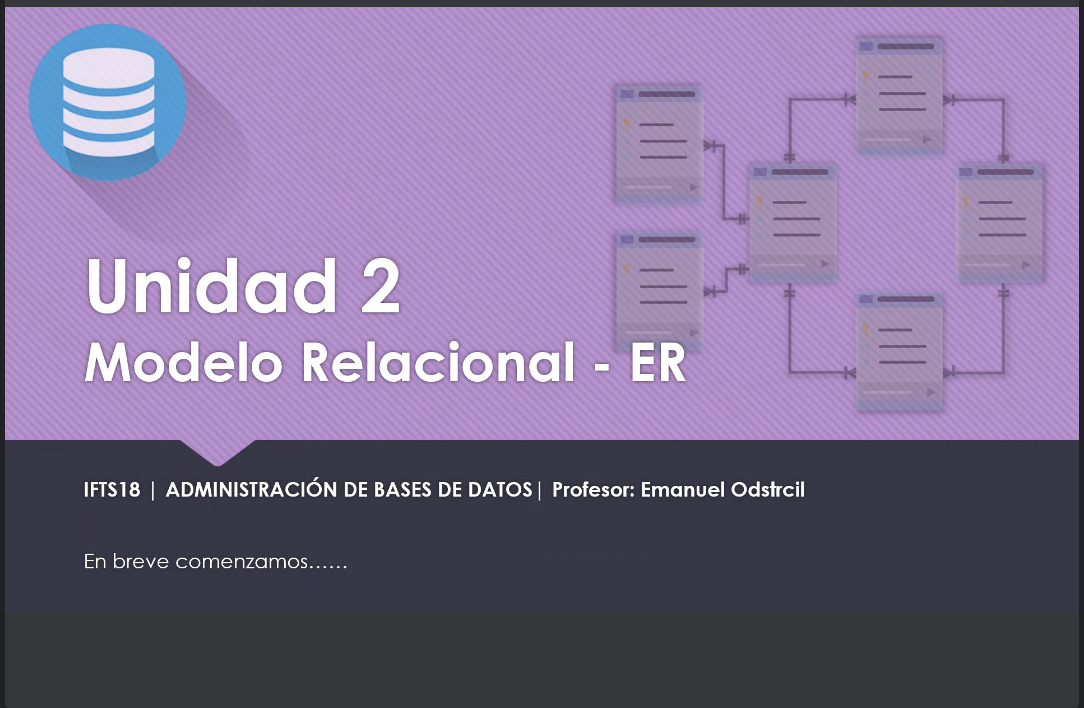 Unidad 2
Modelo Relacional - ER
IFTS18 | ADMINISTRACIÓN DE BASES DE DATOS| Profesor: Emanuel Odstrcil
En breve comenzamos......